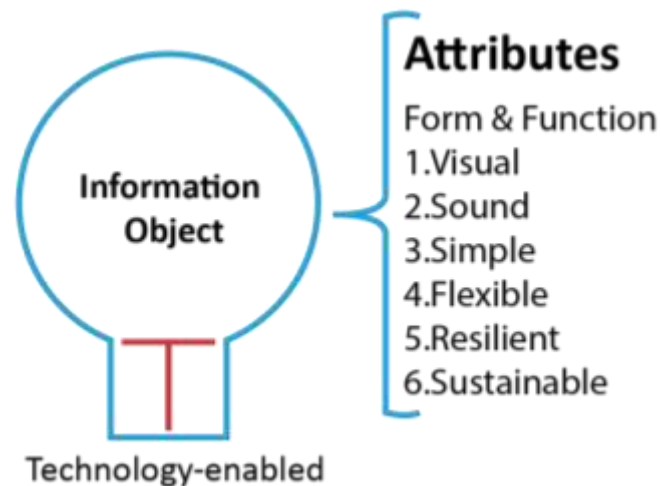 Information
Object
Technology-enabled
Attributes
Form & Function
1.Visual
2.Sound
3.Simple
4.Flexible
5.Resilient
6.Sustainable